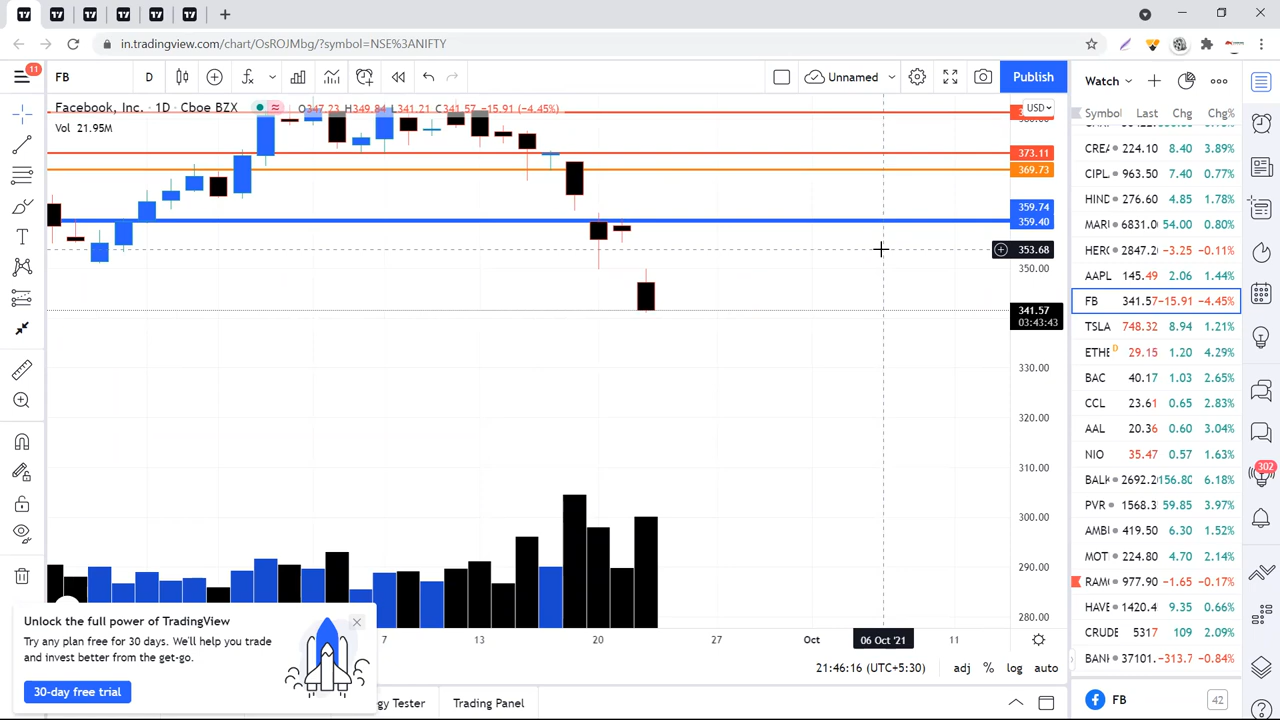 in.tradingview.com/chart/OsROJMbg/?symbol=NSE%3ANIFTY
11
FB D Unnamed Publish
Facebook, Inc. · 1D · Cboe BZX O347.23 H349.84 L341.21 C341.57 −15.91 (−4.45%)
Vol 21.95M
USD
373.11
369.73
359.74
359.40
353.68
350.00
341.57
03:43:43
330.00
320.00
310.00
300.00
290.00
280.00
Watch
Symbol Last Chg Chg%
CREA 224.10 8.40 3.89%
CIPL 963.50 7.40 0.77%
HIND 276.60 4.85 1.78%
MARI 6831.00 54.00 0.80%
HERC 2847.20 −3.25 −0.11%
AAPL 145.49 2.06 1.44%
FB 341.57 −15.91 −4.45%
TSLA 748.32 8.94 1.21%
ETHE D 29.15 1.20 4.29%
BAC 40.17 1.03 2.65%
CCL 23.61 0.65 2.83%
AAL 20.36 0.60 3.04%
NIO 35.47 0.57 1.63%
BALK 2692.2 156.80 6.18%
PVR 1568.3 59.85 3.97%
AMBI 419.50 6.30 1.52%
MOT 224.80 4.70 2.14%
RAMC 977.90 −1.65 −0.17%
HAVE 1420.4 9.35 0.66%
CRUDE 5317 109 2.09%
BANK 37101. −313.7 −0.84%
302
Unlock the full power of TradingView
Try any plan free for 30 days. We'll help you trade
and invest better from the get-go.
30-day free trial
7 13 20 27 Oct 06 Oct '21 11
21:46:16 (UTC+5:30) adj % log auto
gy Tester Trading Panel
FB 42